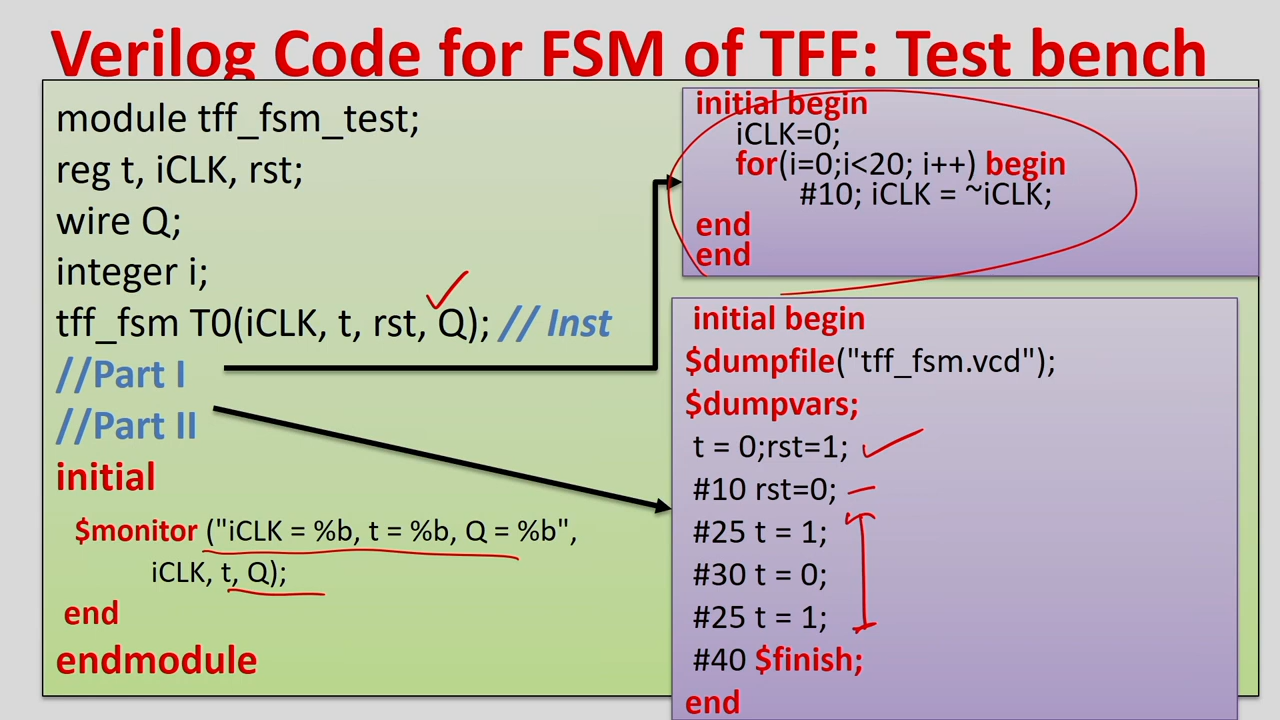 Verilog Code for FSM of TFF: Test bench
module tff_fsm_test;
reg t, iCLK, rst;
wire Q;
integer i;
tff_fsm T0(iCLK, t, rst, Q); // Inst
//Part I
//Part II
initial
$monitor ("iCLK = %b, t = %b, Q = %b",
iCLK, t, Q);
end
endmodule
initial begin
iCLK=0;
for(i=0;i<20; i++) begin
#10; iCLK = ~iCLK;
end
end
initial begin
$dumpfile("tff_fsm.vcd");
$dumpvars;
t = 0;rst=1;
#10 rst=0;
#25 t = 1;
#30 t = 0;
#25 t = 1;
#40 $finish;
end